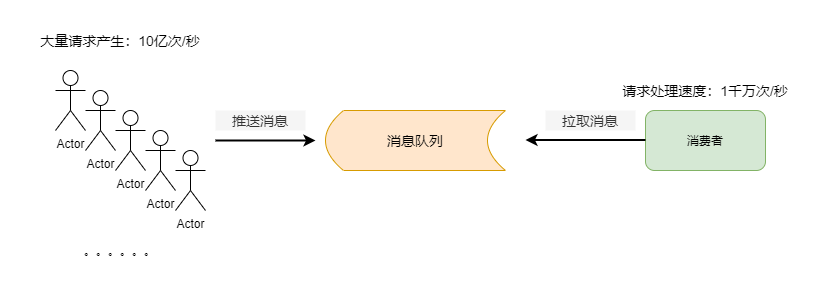 大量请求产生：10亿次/秒
请求处理速度：1千万次/秒
推送消息
拉取消息
消息队列
消费者
Actor
Actor
Actor
Actor
Actor
。。。。。。